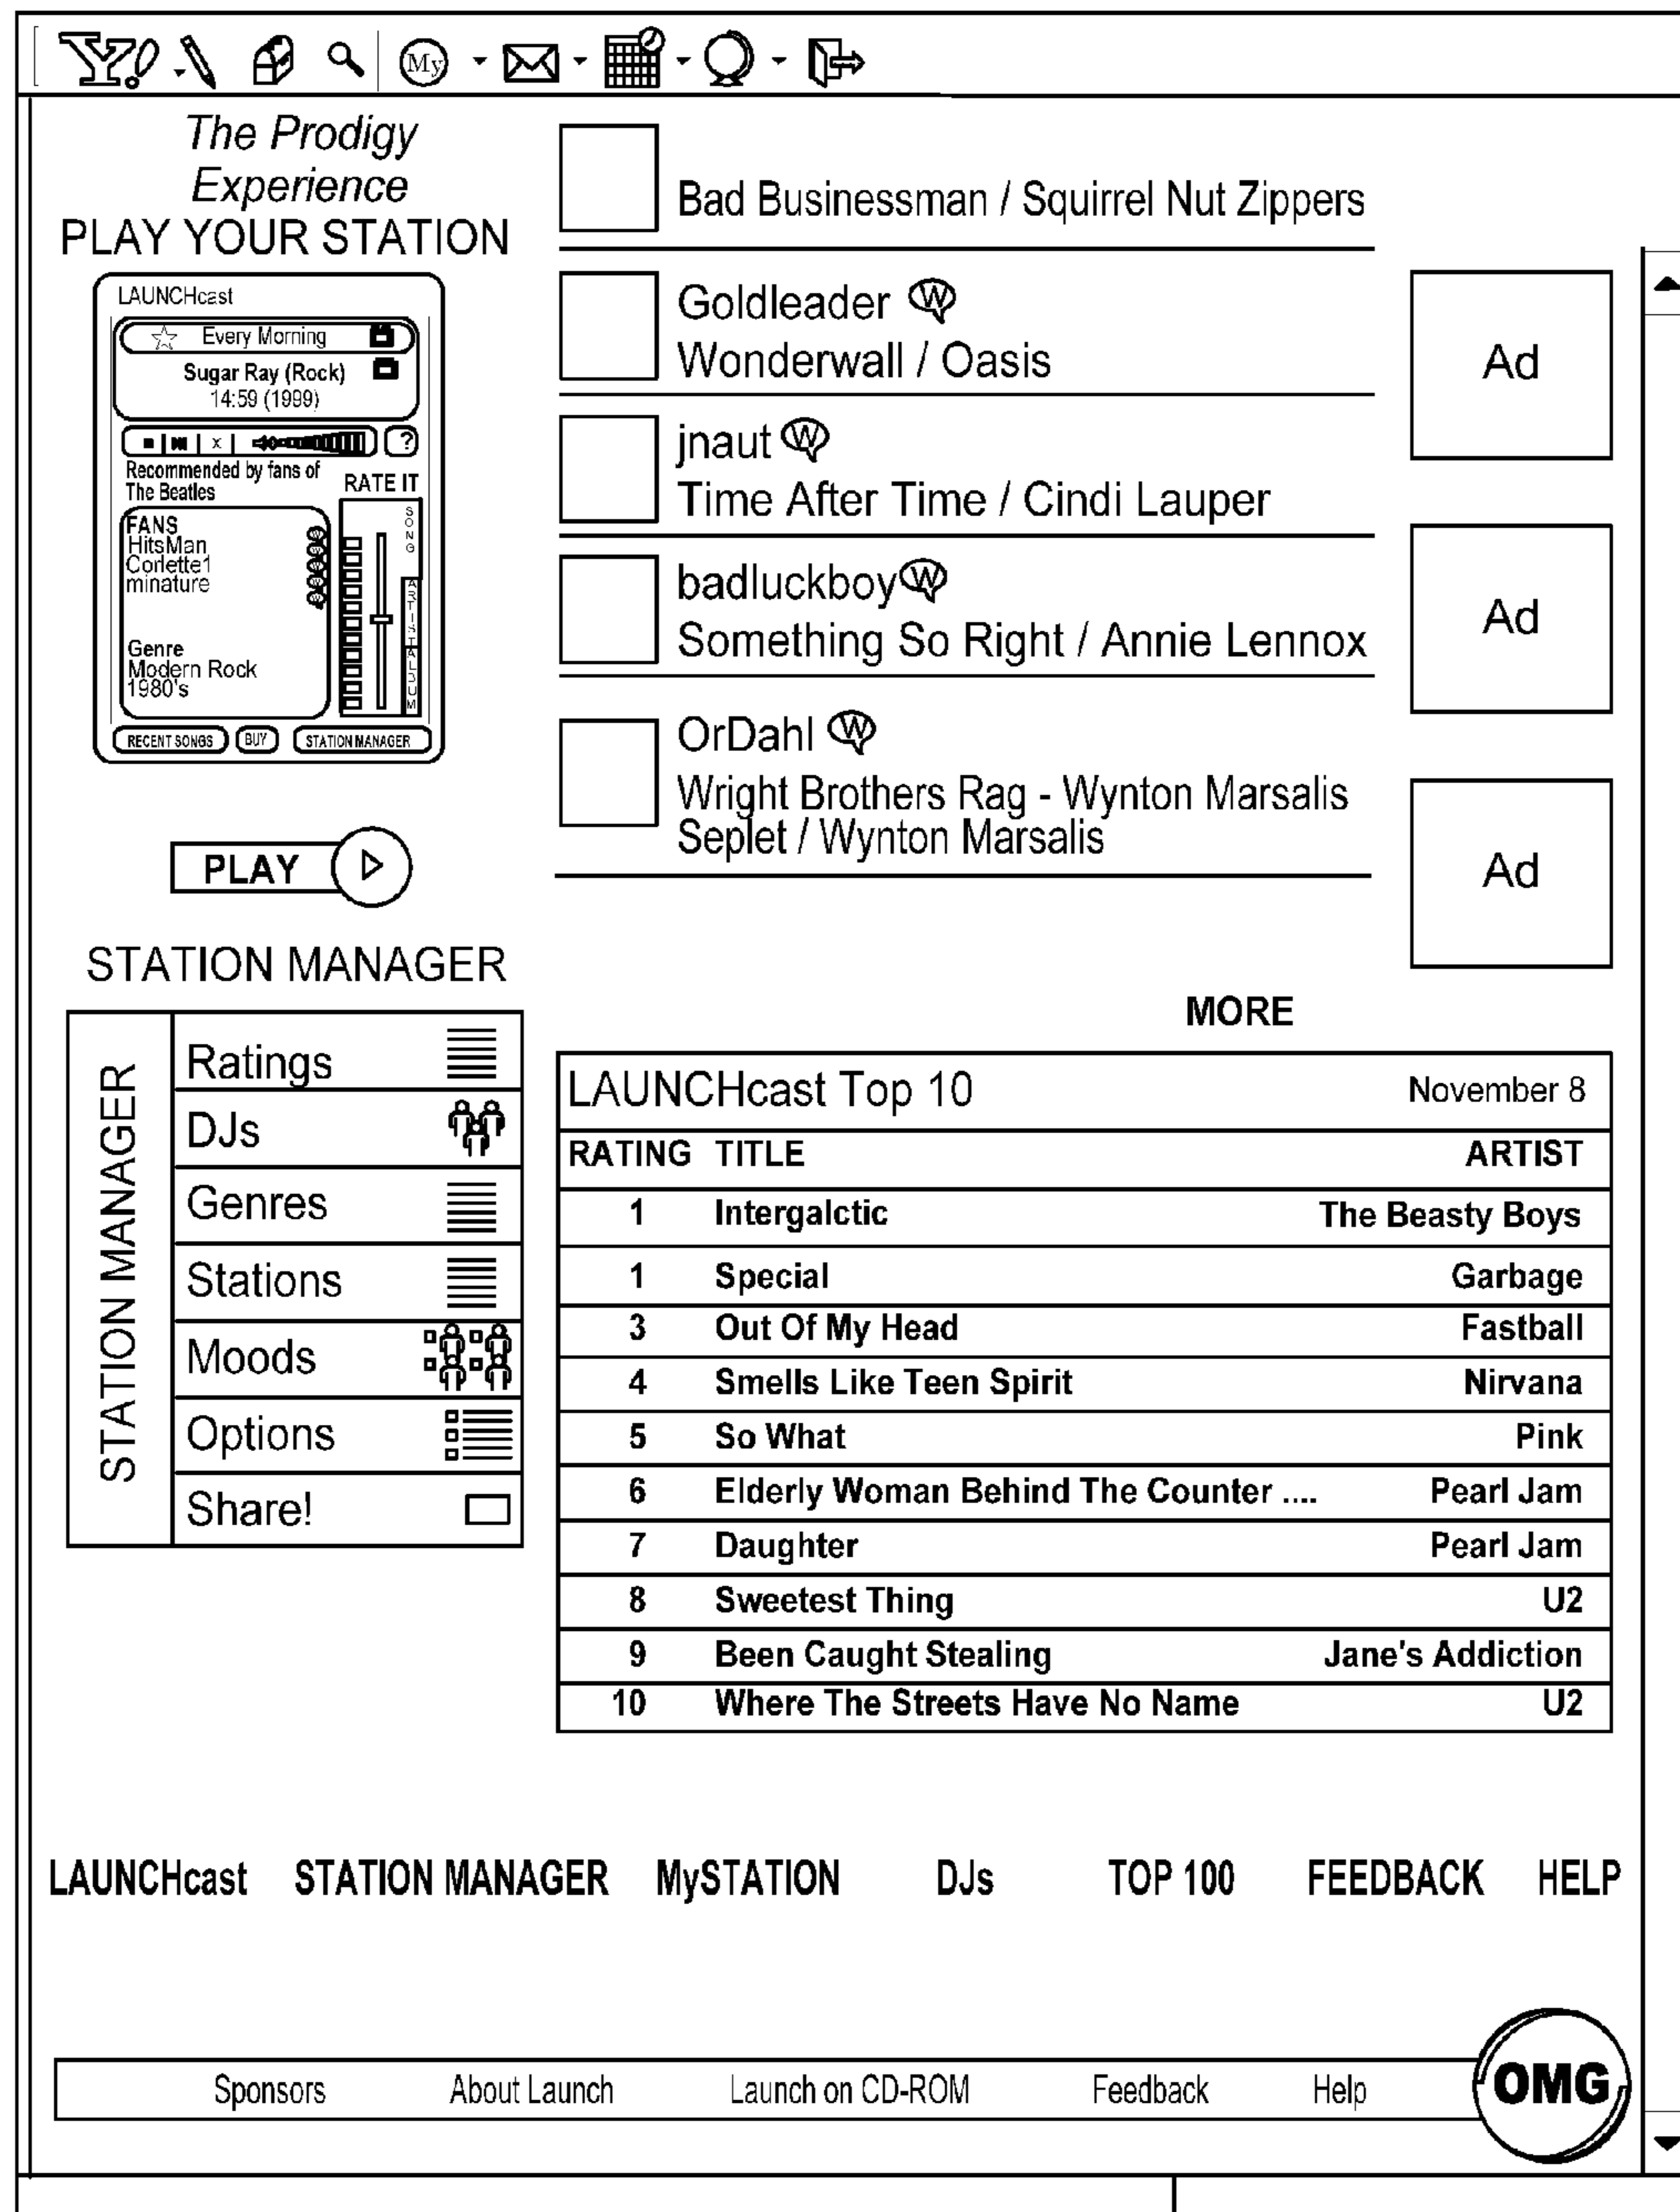 Y!
My
The Prodigy
Experience
PLAY YOUR STATION
LAUNCHcast
Every Morning
Sugar Ray (Rock)
14:59 (1999)
x
?
Recommended by fans of
The Beatles
RATE IT
FANS
HitsMan
Corlette1
minature
Genre
Modern Rock
1980's
SONG
ARTIST
ALBUM
RECENT SONGS BUY STATION MANAGER
PLAY
STATION MANAGER
STATION MANAGER
Ratings
DJs
Genres
Stations
Moods
Options
Share!
Bad Businessman / Squirrel Nut Zippers
Goldleader W
Wonderwall / Oasis
jnaut W
Time After Time / Cindi Lauper
badluckboy W
Something So Right / Annie Lennox
OrDahl W
Wright Brothers Rag - Wynton Marsalis
Seplet / Wynton Marsalis
Ad
Ad
Ad
MORE
LAUNCHcast Top 10 November 8
RATING TITLE ARTIST
1 Intergalctic The Beasty Boys
1 Special Garbage
3 Out Of My Head Fastball
4 Smells Like Teen Spirit Nirvana
5 So What Pink
6 Elderly Woman Behind The Counter .... Pearl Jam
7 Daughter Pearl Jam
8 Sweetest Thing U2
9 Been Caught Stealing Jane's Addiction
10 Where The Streets Have No Name U2
LAUNCHcast STATION MANAGER MySTATION DJs TOP 100 FEEDBACK HELP
Sponsors About Launch Launch on CD-ROM Feedback Help
OMG